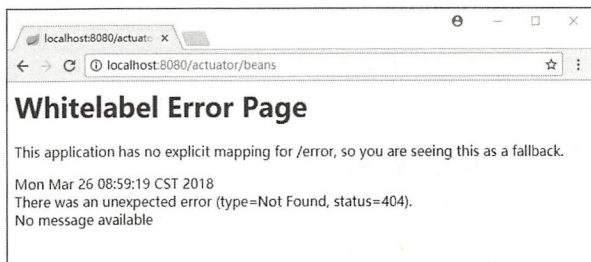 localhost:8080/actuato
localhost:8080/actuator/beans
Whitelabel Error Page
This application has no explicit mapping for /error, so you are seeing this as a fallback.
Mon Mar 26 08:59:19 CST 2018
There was an unexpected error (type=Not Found, status=404).
No message available